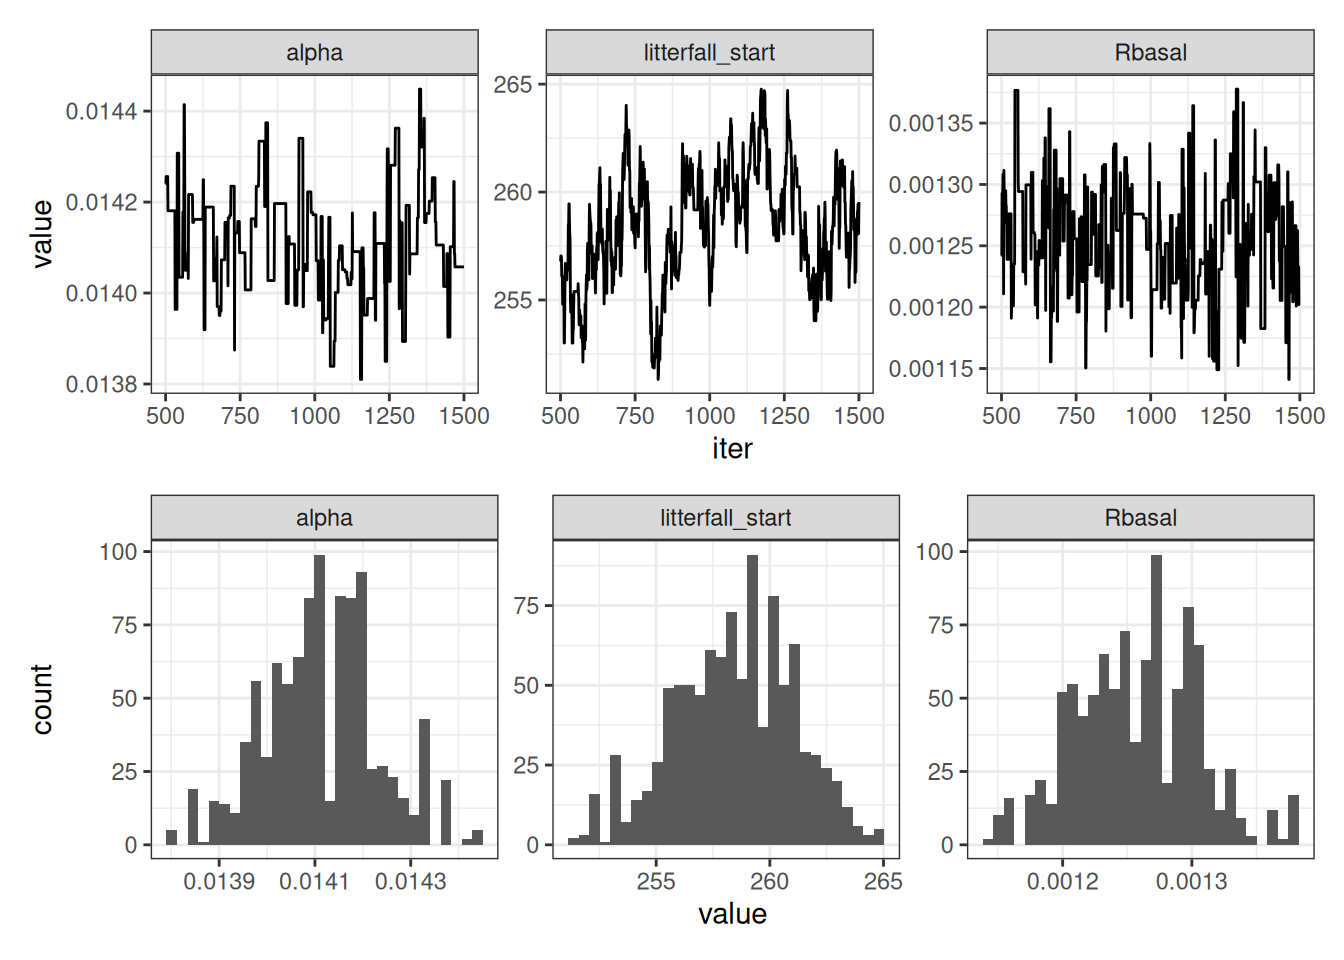 alpha
litterfall_start
Rbasal
value
0.0144
0.0142
0.0140
0.0138
265
260
255
0.00135
0.00130
0.00125
0.00120
0.00115
500 750 1000 1250 1500
500 750 1000 1250 1500
500 750 1000 1250 1500
iter
alpha
litterfall_start
Rbasal
count
100
75
50
25
0
75
50
25
0
100
75
50
25
0
0.0139 0.0141 0.0143
255 260 265
0.0012 0.0013
value